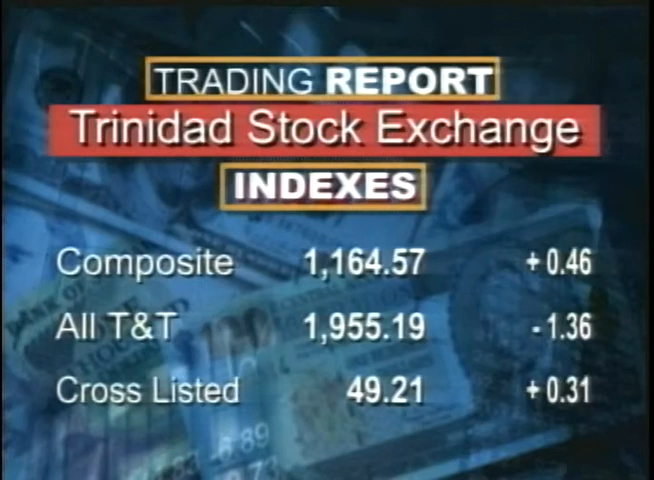 TRADING REPORT
Trinidad Stock Exchange
INDEXES
Composite 1,164.57 + 0.46
All T&T 1,955.19 - 1.36
Cross Listed 49.21 + 0.31